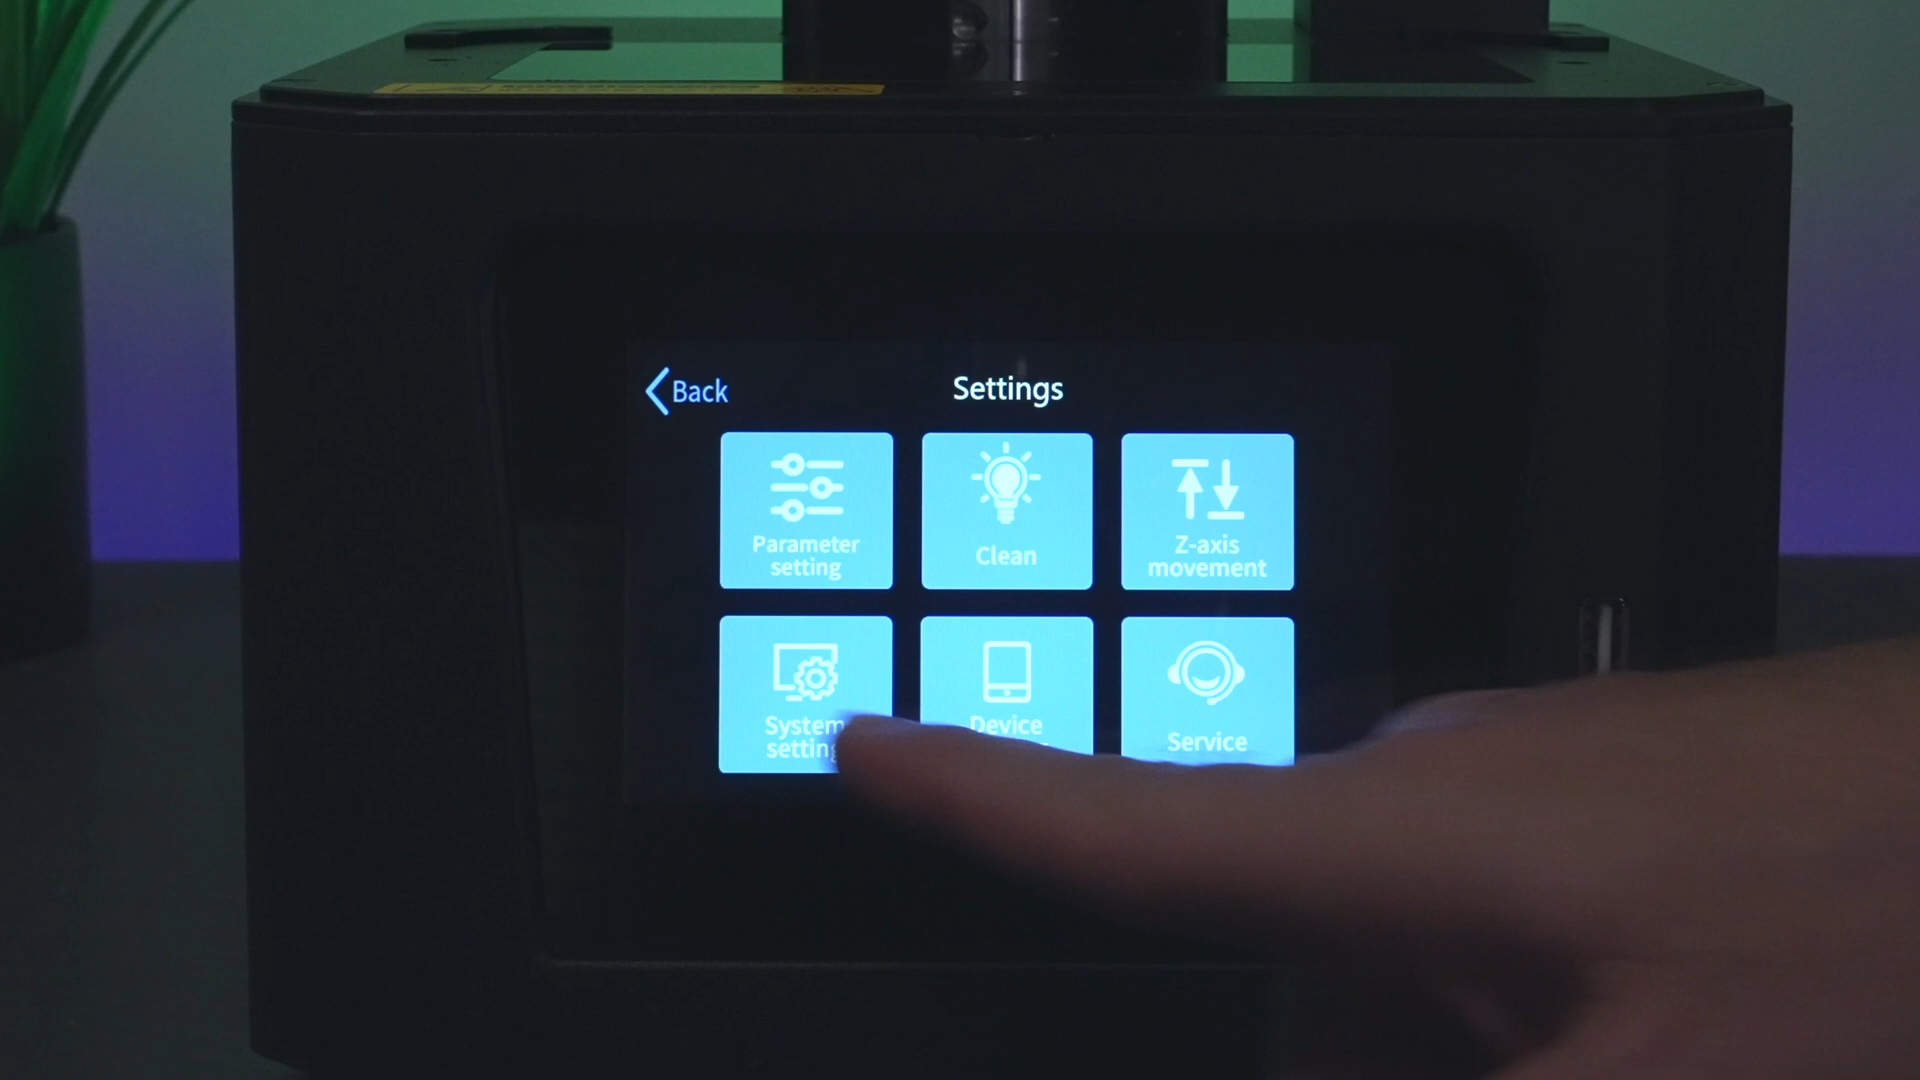 Back
Settings
Parameter
setting
Clean
Z-axis
movement
System
setting
Device
Service